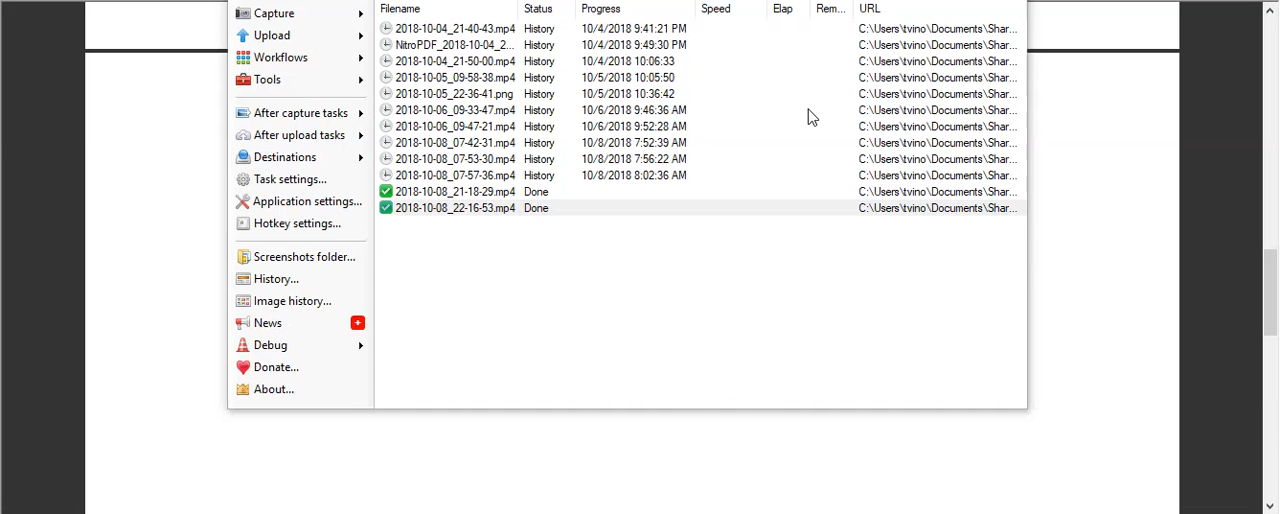 Capture
Upload
Workflows
Tools
After capture tasks
After upload tasks
Destinations
Task settings...
Application settings...
Hotkey settings...
Screenshots folder...
History...
Image history...
News
+
Debug
Donate...
About...
Filename Status Progress Speed Elap Rem... URL
2018-10-04_21-40-43.mp4 History 10/4/2018 9:41:21 PM C:\Users\tvino\Documents\Shar...
NitroPDF_2018-10-04_2... History 10/4/2018 9:49:30 PM C:\Users\tvino\Documents\Shar...
2018-10-04_21-50-00.mp4 History 10/4/2018 10:06:33 C:\Users\tvino\Documents\Shar...
2018-10-05_09-58-38.mp4 History 10/5/2018 10:05:50 C:\Users\tvino\Documents\Shar...
2018-10-05_22-36-41.png History 10/5/2018 10:36:42 C:\Users\tvino\Documents\Shar...
2018-10-06_09-33-47.mp4 History 10/6/2018 9:46:36 AM C:\Users\tvino\Documents\Shar...
2018-10-06_09-47-21.mp4 History 10/6/2018 9:52:28 AM C:\Users\tvino\Documents\Shar...
2018-10-08_07-42-31.mp4 History 10/8/2018 7:52:39 AM C:\Users\tvino\Documents\Shar...
2018-10-08_07-53-30.mp4 History 10/8/2018 7:56:22 AM C:\Users\tvino\Documents\Shar...
2018-10-08_07-57-36.mp4 History 10/8/2018 8:02:36 AM C:\Users\tvino\Documents\Shar...
2018-10-08_21-18-29.mp4 Done C:\Users\tvino\Documents\Shar...
2018-10-08_22-16-53.mp4 Done C:\Users\tvino\Documents\Shar...